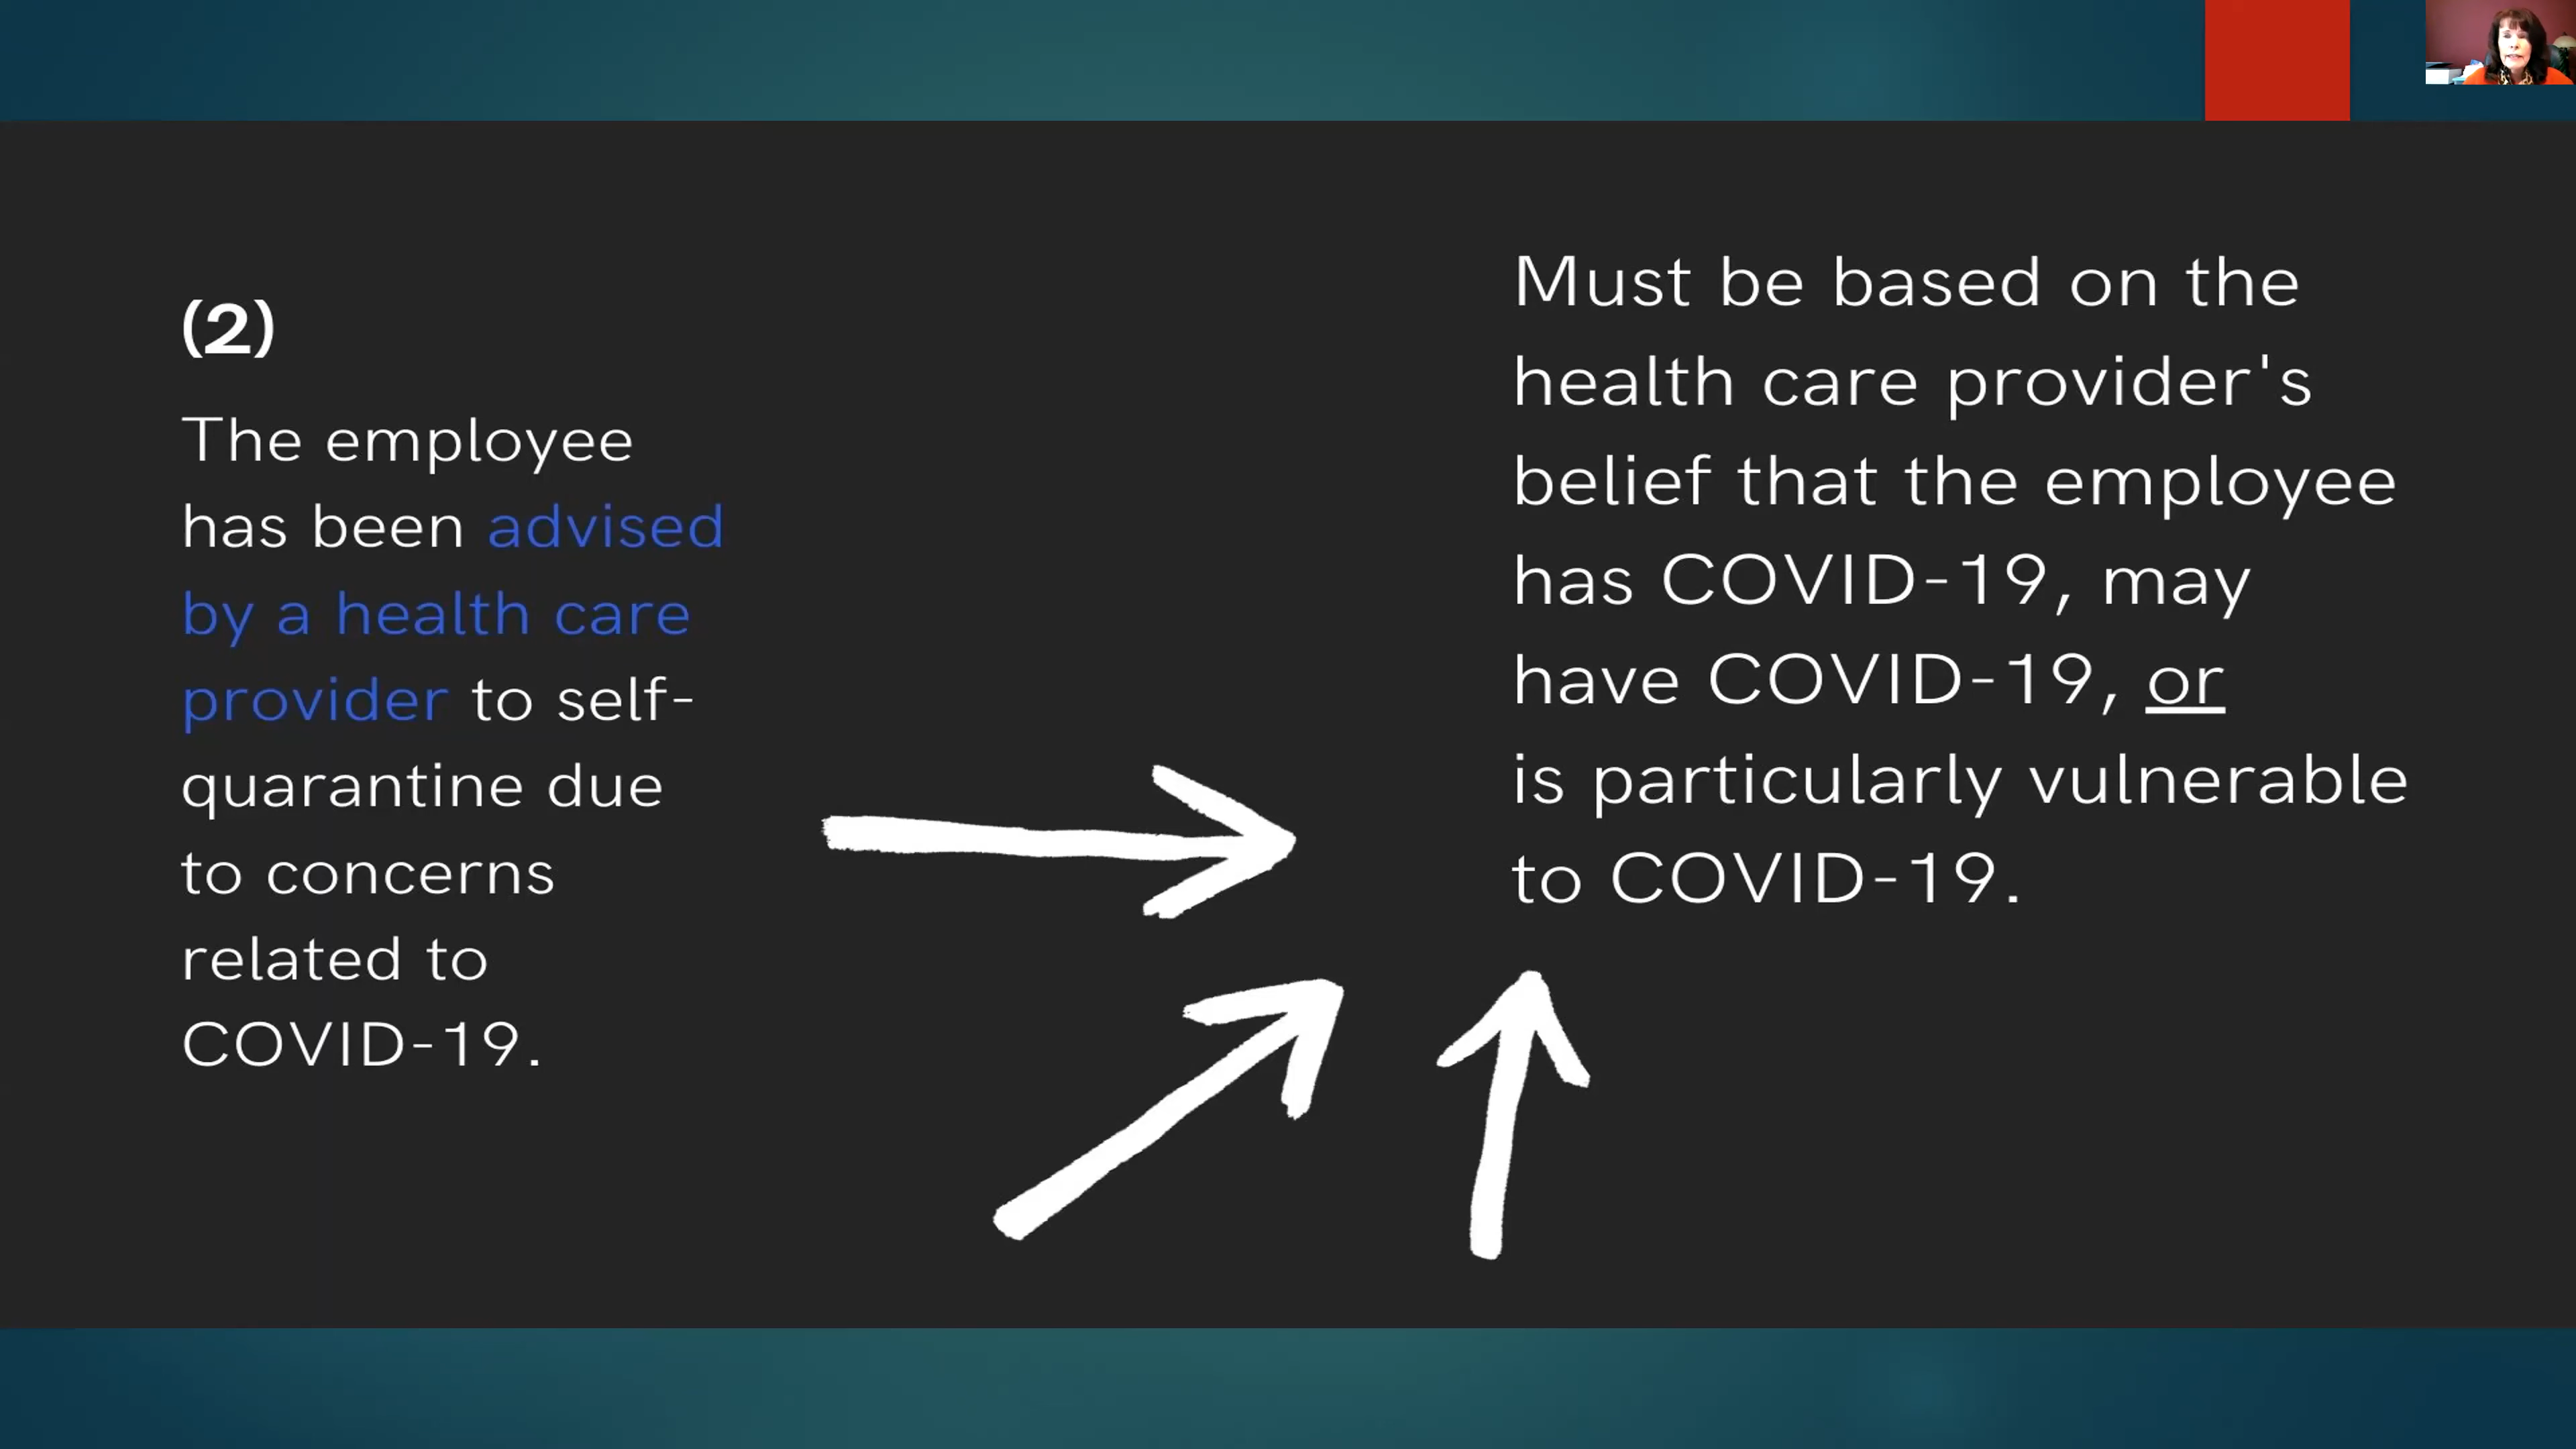 (2)
The employee
has been advised
by a health care
provider to self-
quarantine due
to concerns
related to
COVID-19.
Must be based on the
health care provider's
belief that the employee
has COVID-19, may
have COVID-19, or
is particularly vulnerable
to COVID-19.